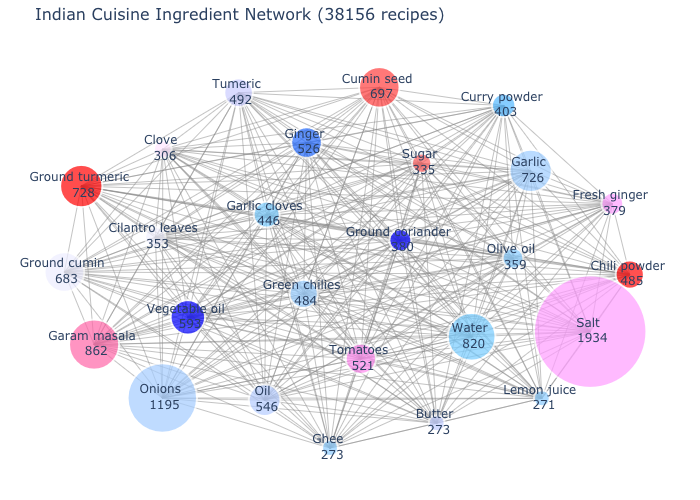 Indian Cuisine Ingredient Network (38156 recipes)
Cumin seed
697
Tumeric
492
Curry powder
403
Ginger
526
Clove
306
Sugar
335
Garlic
726
Ground turmeric
728
Fresh ginger
379
Garlic cloves
446
Cilantro leaves
353
Ground coriander
380
Olive oil
359
Ground cumin
683
Chili powder
485
Green chilles
484
Vegetable oil
593
Salt
1934
Water
820
Garam masala
862
Tomatoes
521
Onions
1195
Oil
546
Lemon juice
271
Butter
273
Ghee
273